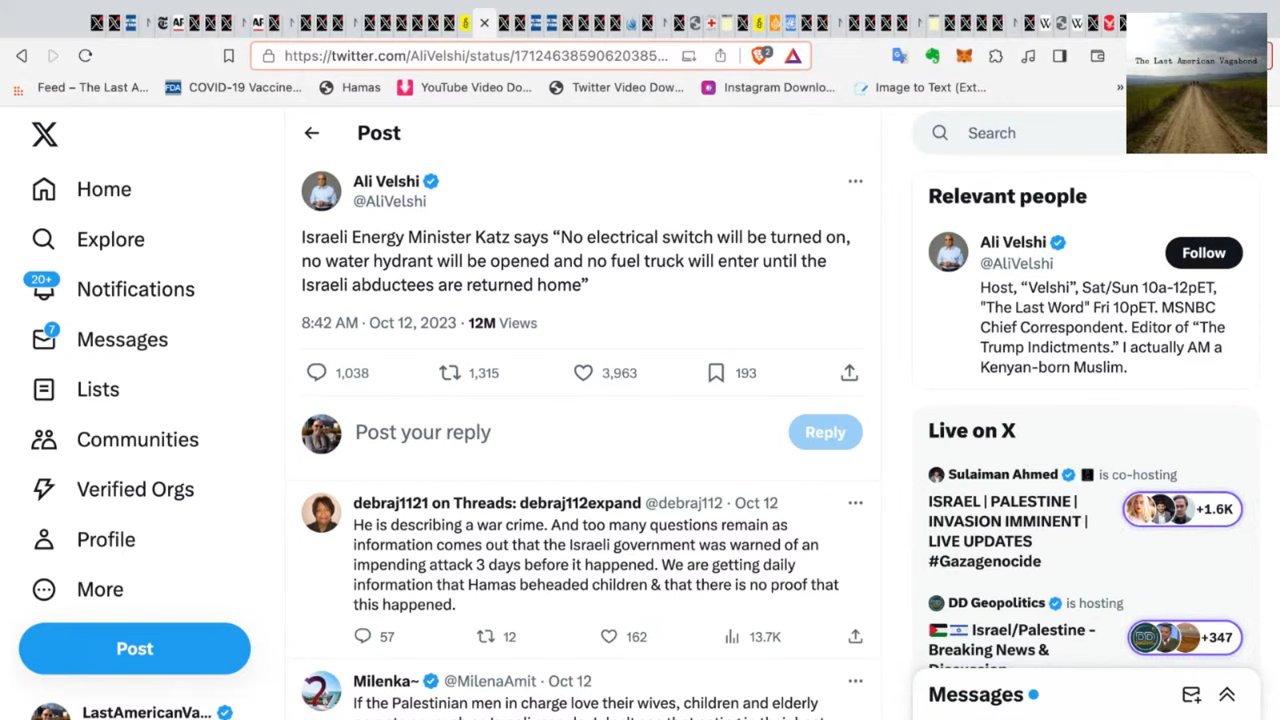 https://twitter.com/AliVelshi/status/17124638590620385...
2
Feed – The Last A...
FDA
COVID-19 Vaccine...
Hamas
YouTube Video Do...
Twitter Video Dow...
Instagram Downlo...
Image to Text (Ext...
»
The Last American Vagabond
Home
Explore
20+
Notifications
7
Messages
Lists
Communities
Verified Orgs
Profile
More
Post
LastAmericanVa...
Post
Ali Velshi
@AliVelshi
Israeli Energy Minister Katz says “No electrical switch will be turned on,
no water hydrant will be opened and no fuel truck will enter until the
Israeli abductees are returned home”
8:42 AM · Oct 12, 2023 · 12M Views
1,038 1,315 3,963 193
Post your reply
Reply
debraj1121 on Threads: debraj112expand @debraj112 · Oct 12
He is describing a war crime. And too many questions remain as
information comes out that the Israeli government was warned of an
impending attack 3 days before it happened. We are getting daily
information that Hamas beheaded children & that there is no proof that
this happened.
57 12 162 13.7K
Milenka~ @MilenaAmit · Oct 12
If the Palestinian men in charge love their wives, children and elderly
Search
Relevant people
Ali Velshi
@AliVelshi
Follow
Host, “Velshi”, Sat/Sun 10a-12pET,
"The Last Word" Fri 10pET. MSNBC
Chief Correspondent. Editor of “The
Trump Indictments.” I actually AM a
Kenyan-born Muslim.
Live on X
Sulaiman Ahmed is co-hosting
ISRAEL | PALESTINE |
INVASION IMMINENT |
LIVE UPDATES
#Gazagenocide
+1.6K
DD Geopolitics is hosting
Israel/Palestine -
Breaking News &
+347
Messages